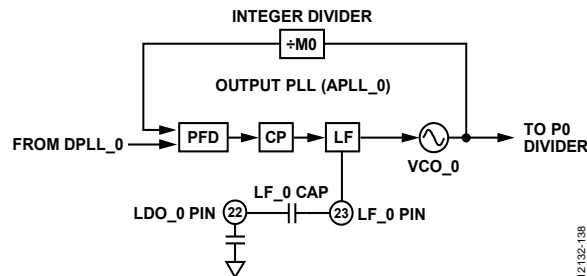 INTEGER DIVIDER
÷M0
OUTPUT PLL (APLL_0)
FROM DPLL_0
PFD
CP
LF
VCO_0
TO P0
DIVIDER
LF_0 CAP
LDO_0 PIN
22
23
LF_0 PIN
12132-138